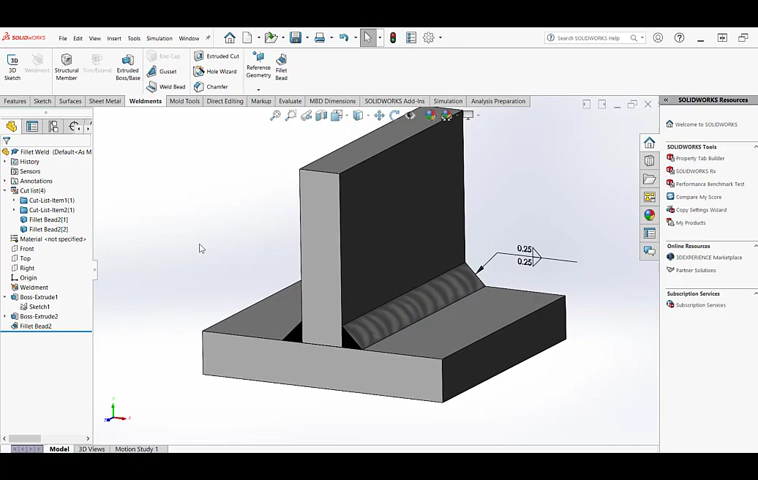 SOLIDWORKS
File Edit View Insert Tools Simulation Window
Search SOLIDWORKS Help
3D Sketch
Weldment
Structural Member
Trim/Extend
Extruded Boss/Base
End Cap
Gusset
Weld Bead
Extruded Cut
Hole Wizard
Chamfer
Reference Geometry
Fillet Bead
Features Sketch Surfaces Sheet Metal Weldments Mold Tools Direct Editing Markup Evaluate MBD Dimensions SOLIDWORKS Add-Ins Simulation Analysis Preparation
Fillet Weld (Default<As M
History
Sensors
Annotations
Cut list(4)
Cut-List-Item1(1)
Cut-List-Item2(1)
Fillet Bead2[1]
Fillet Bead2[2]
Material <not specified>
Front
Top
Right
Origin
Weldment
Boss-Extrude1
Sketch1
Boss-Extrude2
Fillet Bead2
0.25
0.25
SOLIDWORKS Resources
Welcome to SOLIDWORKS
SOLIDWORKS Tools
Property Tab Builder
SOLIDWORKS Rx
Performance Benchmark Test
Compare My Score
Copy Settings Wizard
My Products
Online Resources
3DEXPERIENCE Marketplace
Partner Solutions
Subscription Services
Subscription Services
Model 3D Views Motion Study 1